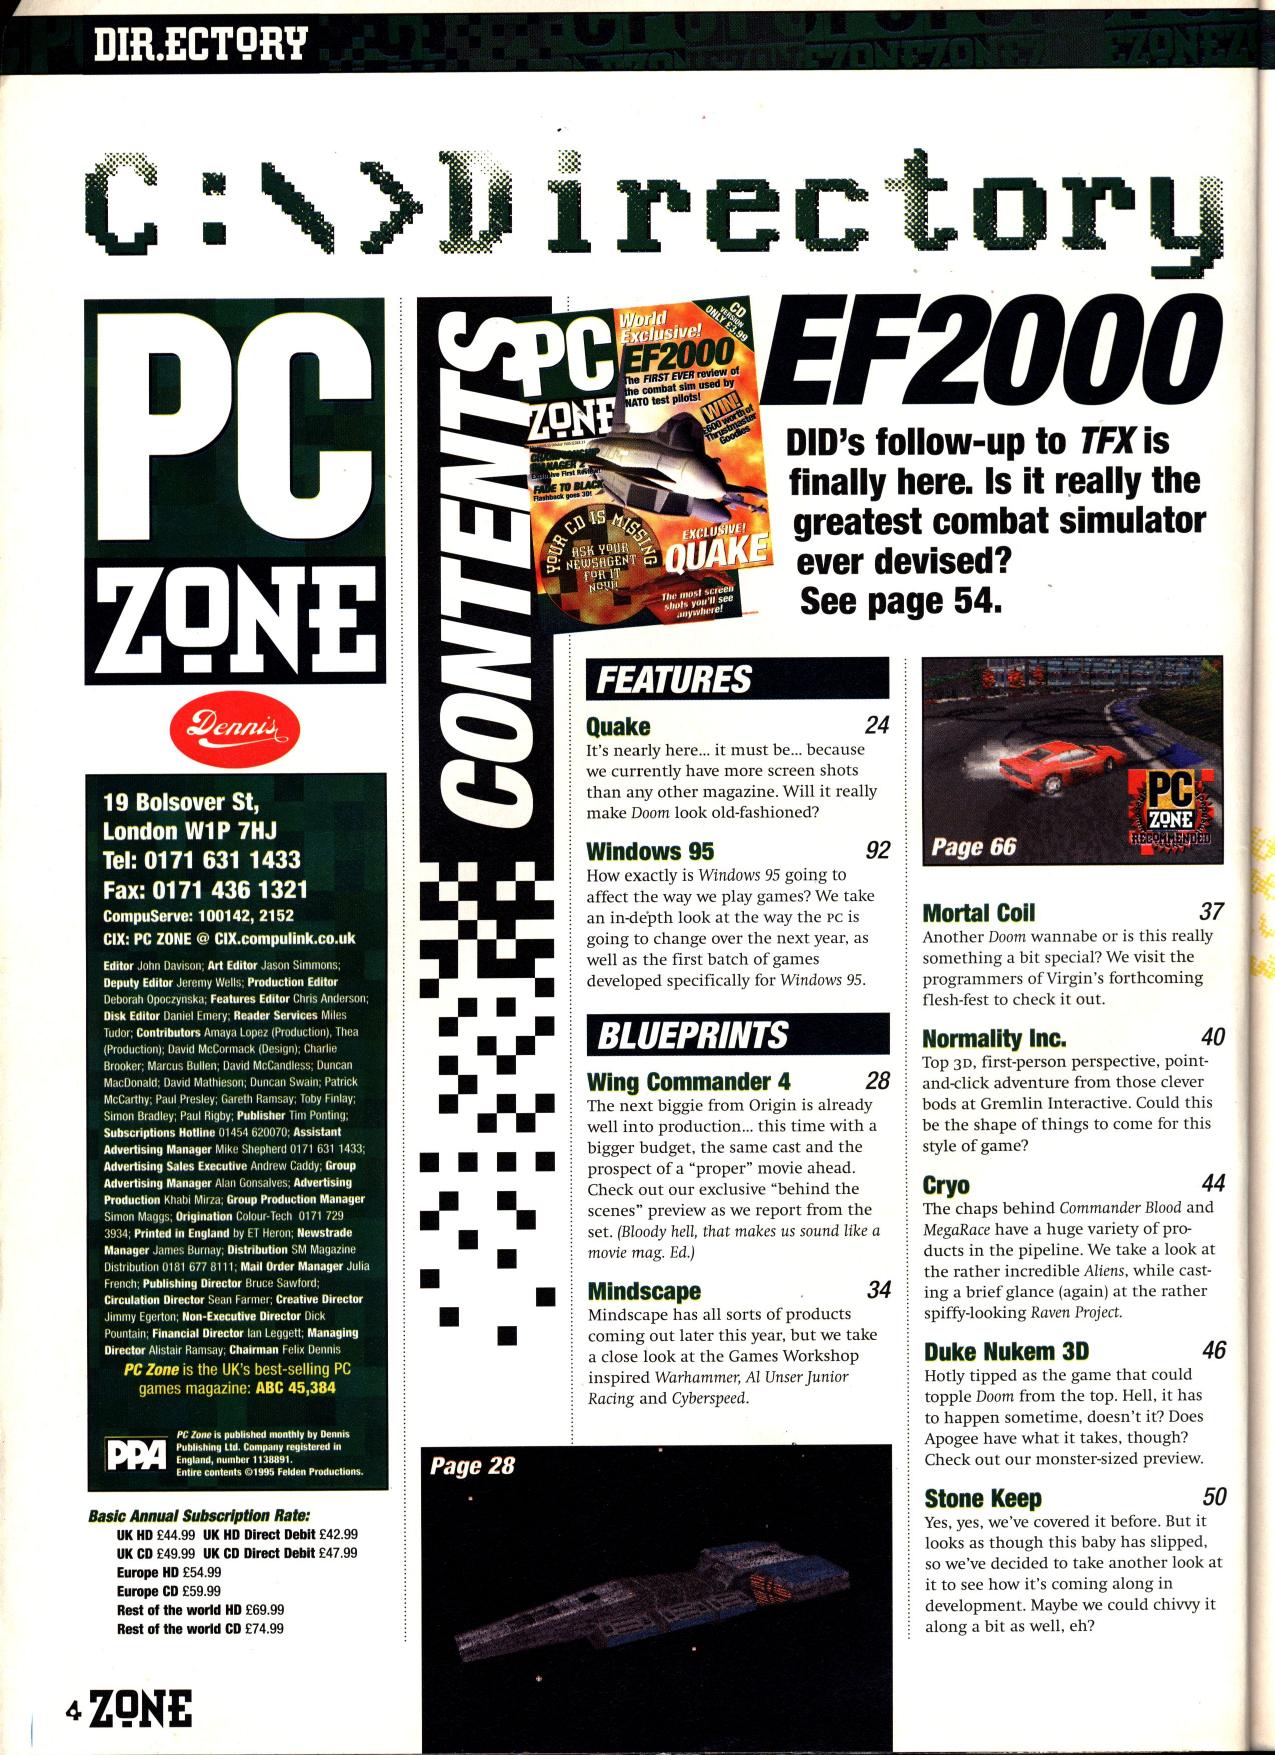 DIR.ECTORY
C:\>Directory
PC
ZONE
Dennis
19 Bolsover St,
London W1P 7HJ
Tel: 0171 631 1433
Fax: 0171 436 1321
CompuServe: 100142, 2152
CIX: PC ZONE @ CIX.compulink.co.uk
Editor John Davison; Art Editor Jason Simmons;
Deputy Editor Jeremy Wells; Production Editor
Deborah Opoczynska; Features Editor Chris Anderson;
Disk Editor Daniel Emery; Reader Services Miles
Tudor; Contributors Amaya Lopez (Production), Thea
(Production); David McCormack (Design); Charlie
Brooker; Marcus Bullen; David McCandless; Duncan
MacDonald; David Mathieson; Duncan Swain; Patrick
McCarthy; Paul Presley; Gareth Ramsay; Toby Finlay;
Simon Bradley; Paul Rigby; Publisher Tim Ponting;
Subscriptions Hotline 01454 620070; Assistant
Advertising Manager Mike Shepherd 0171 631 1433;
Advertising Sales Executive Andrew Caddy; Group
Advertising Manager Alan Gonsalves; Advertising
Production Khabi Mirza; Group Production Manager
Simon Maggs; Origination Colour-Tech 0171 729
3934; Printed in England by ET Heron; Newstrade
Manager James Burnay; Distribution SM Magazine
Distribution 0181 677 8111; Mail Order Manager Julia
French; Publishing Director Bruce Sawford;
Circulation Director Sean Farmer; Creative Director
Jimmy Egerton; Non-Executive Director Dick
Pountain; Financial Director Ian Leggett; Managing
Director Alistair Ramsay; Chairman Felix Dennis
PC Zone is the UK's best-selling PC
games magazine: ABC 45,384
PPA
PC Zone is published monthly by Dennis
Publishing Ltd. Company registered in
England, number 1138891.
Entire contents ©1995 Felden Productions.
Basic Annual Subscription Rate:
UK HD £44.99 UK HD Direct Debit £42.99
UK CD £49.99 UK CD Direct Debit £47.99
Europe HD £54.99
Europe CD £59.99
Rest of the world HD £69.99
Rest of the world CD £74.99
4 ZONE
CONTENTS
PC
ZONE
World
Exclusive!
EF2000
The FIRST EVER review of
the combat sim used by
NATO test pilots!
CD
VERSION
ONLY £3.99
WIN!
£600 worth of
Thrustmaster
Goodies
CHAMPIONSHIP
MANAGER 2
Exclusive First Review!
FADE TO BLACK
Flashback goes 3D!
YOUR CD IS MISSING
ASK YOUR
NEWSAGENT
FOR IT
NOW!
EXCLUSIVE!
QUAKE
The most screen
shots you'll see
anywhere!
EF2000
DID's follow-up to TFX is
finally here. Is it really the
greatest combat simulator
ever devised?
See page 54.
FEATURES
Quake 24
It's nearly here... it must be... because
we currently have more screen shots
than any other magazine. Will it really
make Doom look old-fashioned?
Windows 95 92
How exactly is Windows 95 going to
affect the way we play games? We take
an in-depth look at the way the PC is
going to change over the next year, as
well as the first batch of games
developed specifically for Windows 95.
BLUEPRINTS
Wing Commander 4 28
The next biggie from Origin is already
well into production... this time with a
bigger budget, the same cast and the
prospect of a "proper" movie ahead.
Check out our exclusive "behind the
scenes" preview as we report from the
set. (Bloody hell, that makes us sound like a
movie mag. Ed.)
Mindscape 34
Mindscape has all sorts of products
coming out later this year, but we take
a close look at the Games Workshop
inspired Warhammer, Al Unser Junior
Racing and Cyberspeed.
Page 28
Page 66
PC
ZONE
RECOMMENDED
Mortal Coil 37
Another Doom wannabe or is this really
something a bit special? We visit the
programmers of Virgin's forthcoming
flesh-fest to check it out.
Normality Inc. 40
Top 3D, first-person perspective, point-
and-click adventure from those clever
bods at Gremlin Interactive. Could this
be the shape of things to come for this
style of game?
Cryo 44
The chaps behind Commander Blood and
MegaRace have a huge variety of pro-
ducts in the pipeline. We take a look at
the rather incredible Aliens, while cast-
ing a brief glance (again) at the rather
spiffy-looking Raven Project.
Duke Nukem 3D 46
Hotly tipped as the game that could
topple Doom from the top. Hell, it has
to happen sometime, doesn't it? Does
Apogee have what it takes, though?
Check out our monster-sized preview.
Stone Keep 50
Yes, yes, we've covered it before. But it
looks as though this baby has slipped,
so we've decided to take another look at
it to see how it's coming along in
development. Maybe we could chivvy it
along a bit as well, eh?